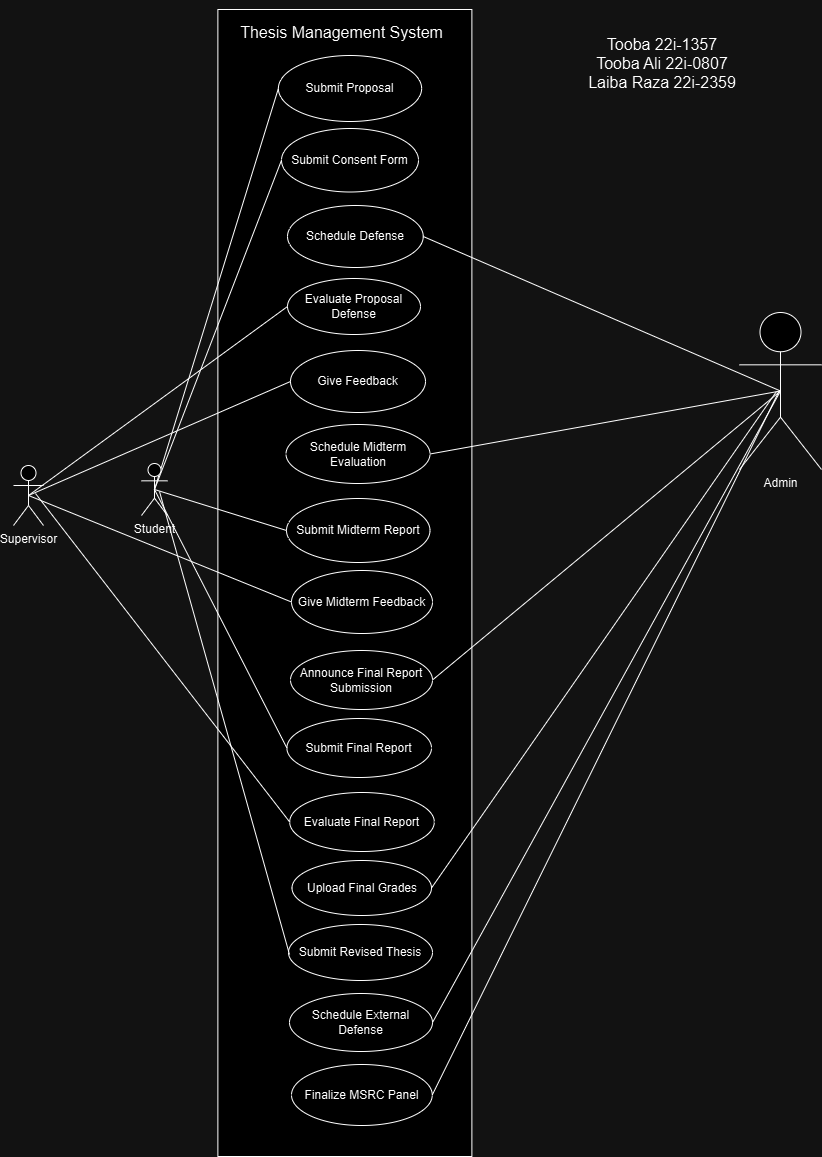 Thesis Management System
Tooba 22i-1357
Tooba Ali 22i-0807
Laiba Raza 22i-2359
Submit Proposal
Submit Consent Form
Schedule Defense
Evaluate Proposal
Defense
Give Feedback
Schedule Midterm
Evaluation
Admin
Submit Midterm Report
Student
Supervisor
Give Midterm Feedback
Announce Final Report
Submission
Submit Final Report
Evaluate Final Report
Upload Final Grades
Submit Revised Thesis
Schedule External
Defense
Finalize MSRC Panel